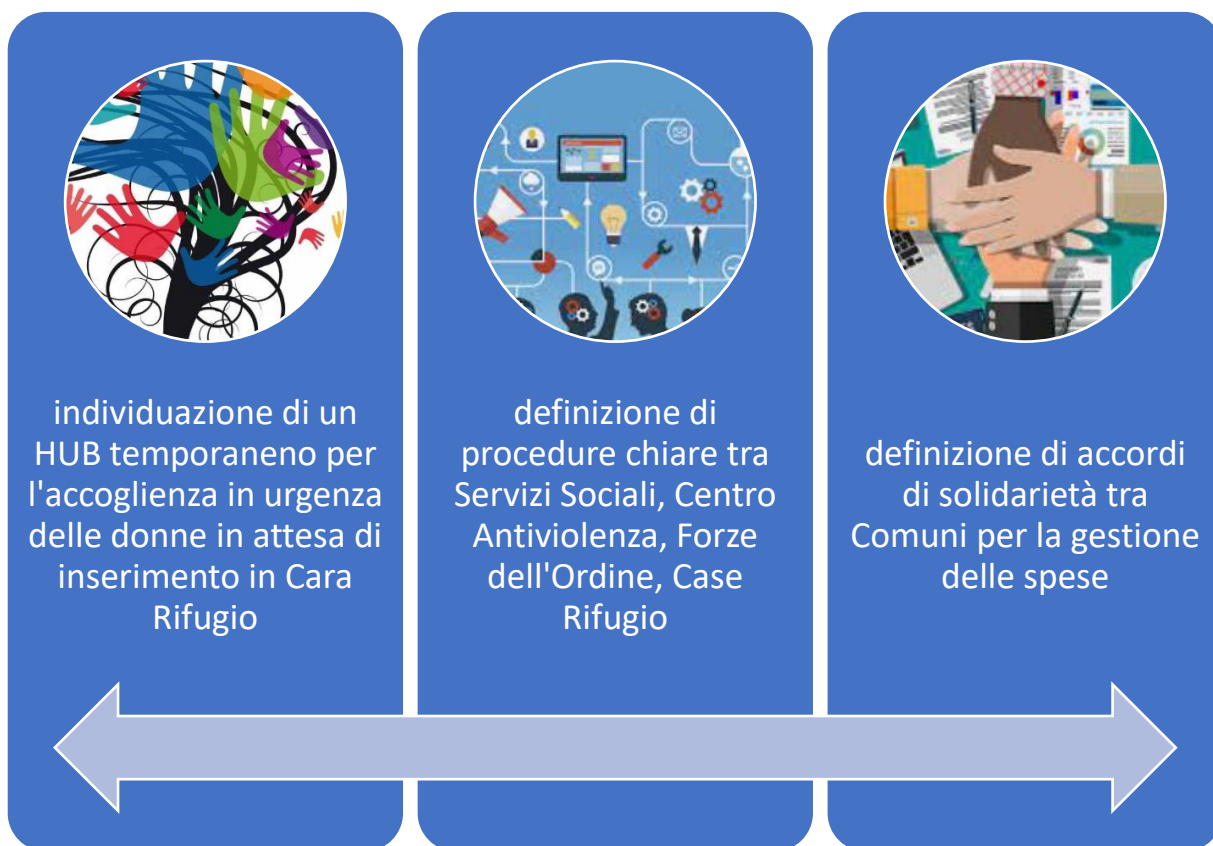 individuazione di un
HUB temporaneno per
l'accoglienza in urgenza
delle donne in attesa di
inserimento in Cara
Rifugio
definizione di
procedure chiare tra
Servizi Sociali, Centro
Antiviolenza, Forze
dell'Ordine, Case
Rifugio
definizione di accordi
di solidarietà tra
Comuni per la gestione
delle spese